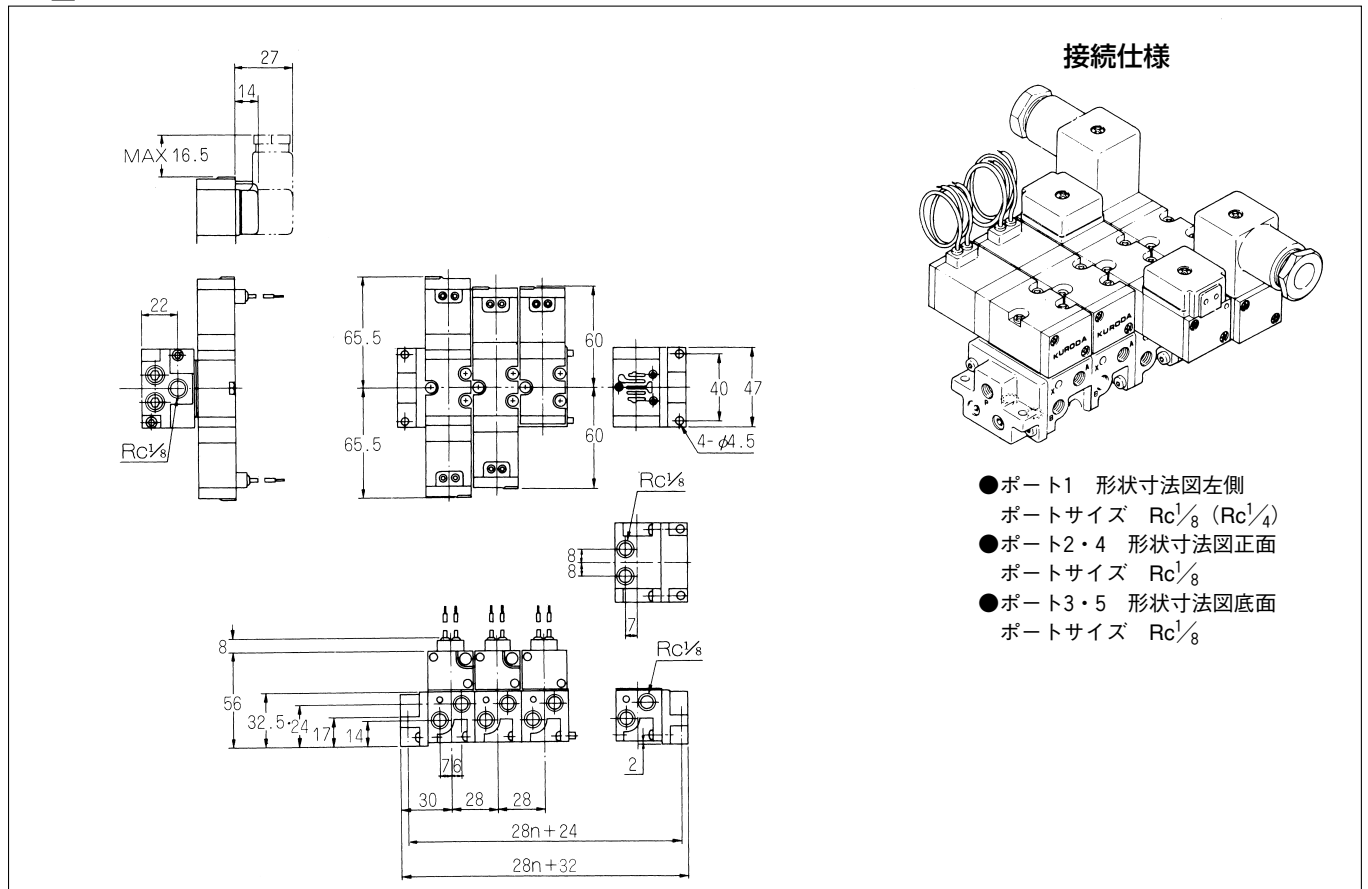 接続仕様
27
14
MAX 16.5
22
Rc⅛
65.5
65.5
60
60
40
47
4-φ4.5
Rc⅛
8
8
7
8
56
32.5
24
17
14
7
6
30
28
28
28n+24
28n+32
Rc⅛
2
KURODA
KURODA
P
X
A
B
X
A
B
●ポート1 形状寸法図左側
ポートサイズ Rc⅛(Rc¼)
●ポート2・4 形状寸法図正面
ポートサイズ Rc⅛
●ポート3・5 形状寸法図底面
ポートサイズ Rc⅛